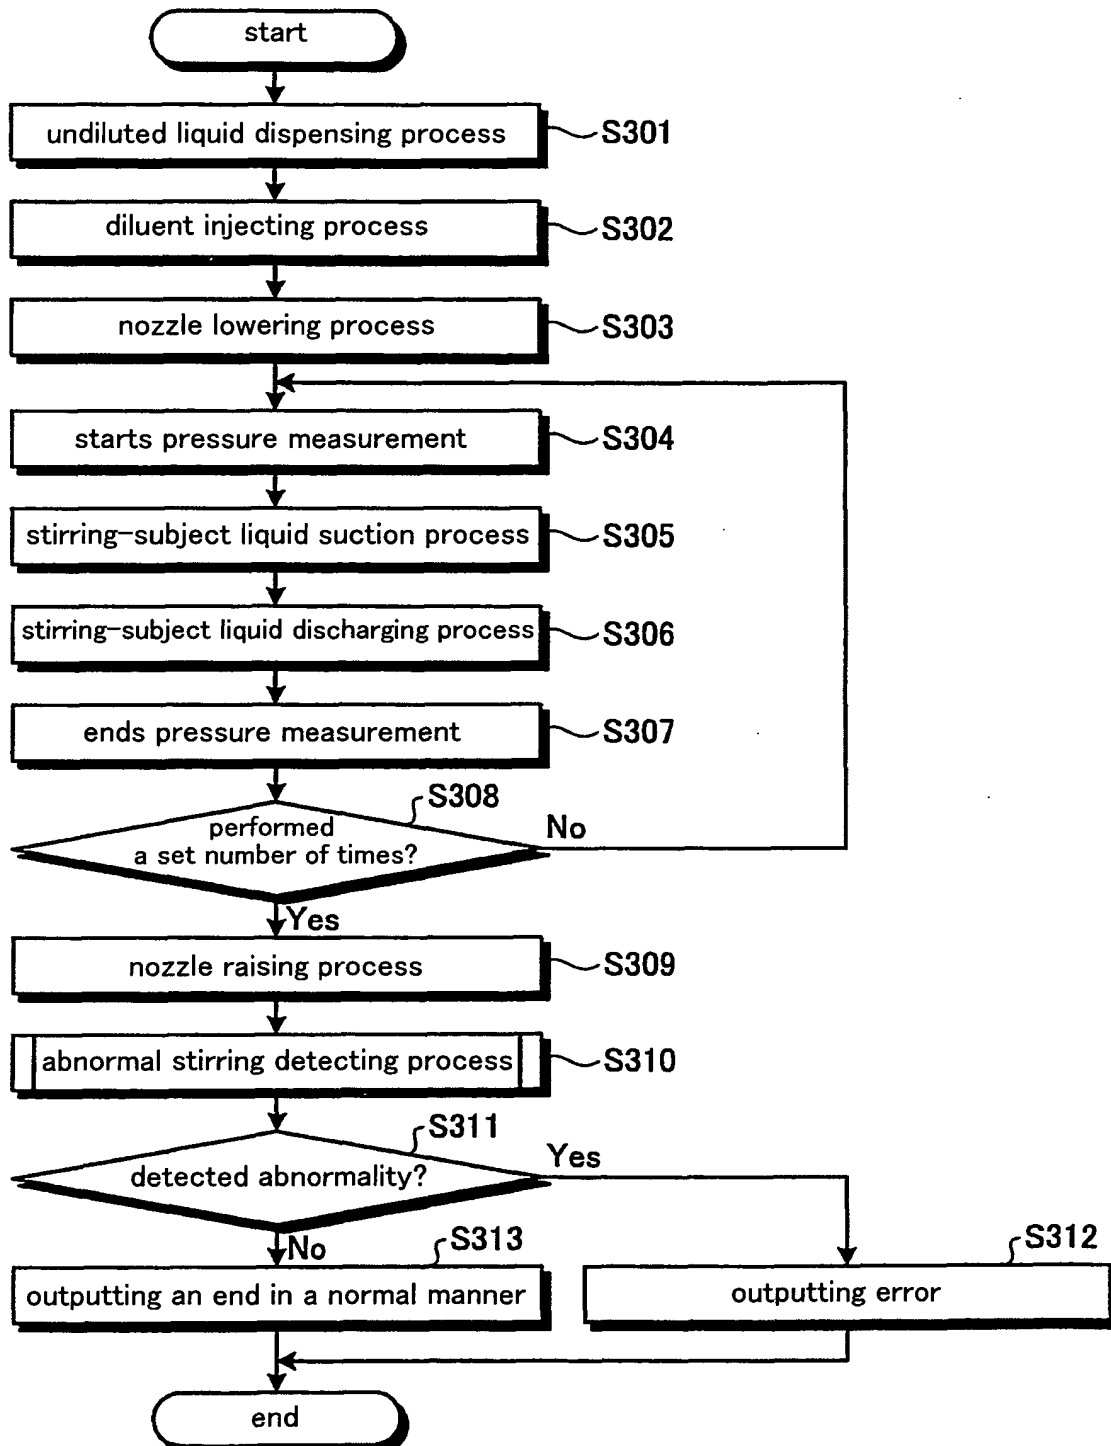 start
undiluted liquid dispensing process
S301
diluent injecting process
S302
nozzle lowering process
S303
starts pressure measurement
S304
stirring-subject liquid suction process
S305
stirring-subject liquid discharging process
S306
ends pressure measurement
S307
S308
performed
a set number of times?
No
Yes
nozzle raising process
S309
abnormal stirring detecting process
S310
S311
detected abnormality?
Yes
No
S313
outputting an end in a normal manner
S312
outputting error
end